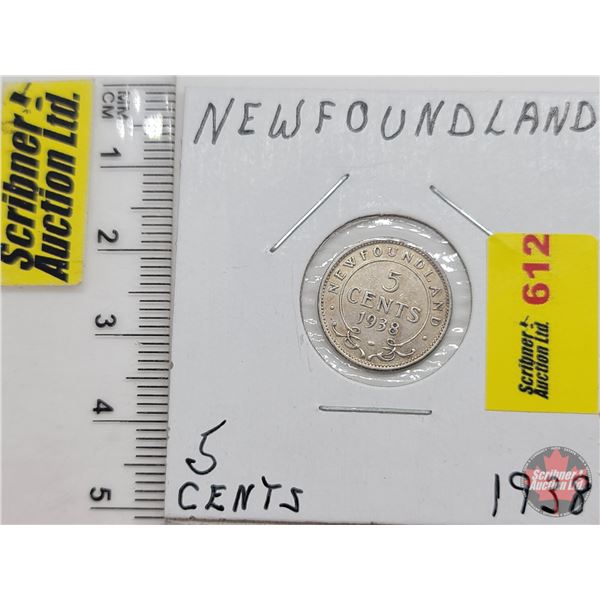 Scribner
Auction Ltd.
MM
CM
1
2
3
4
5
NEWFOUNDLAND
NEWFOUNDLAND
5
CENTS
1938
612
Scribner
Auction Ltd.
5
CENTS
1938
Scribner
Auction Ltd.